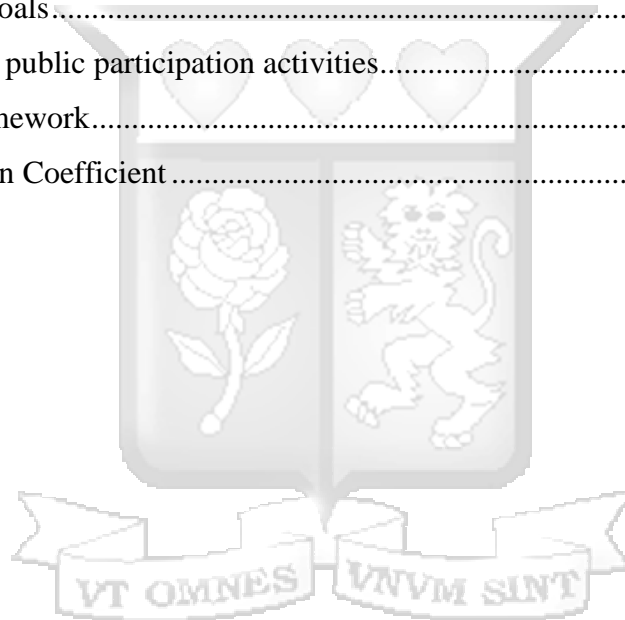 oals..........................................................................
public participation activities................................
nework.....................................................................
n Coefficient.........................................................
VT OMNES VNVM SINT